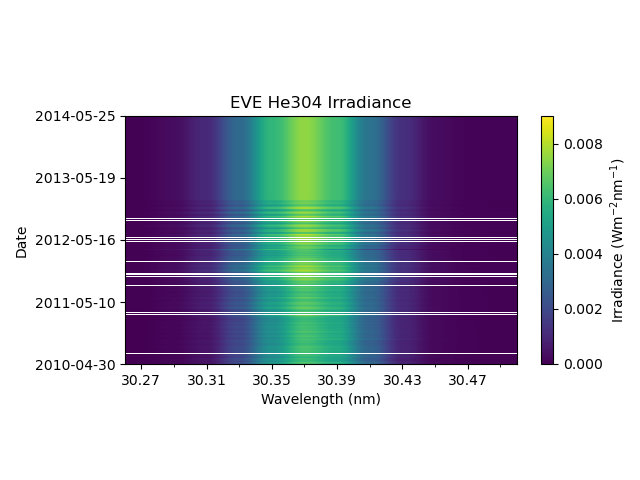 EVE He304 Irradiance
2014-05-25
2013-05-19
2012-05-16
2011-05-10
2010-04-30
Date
30.27 30.31 30.35 30.39 30.43 30.47
Wavelength (nm)
0.008
0.006
0.004
0.002
0.000
Irradiance (Wm⁻²nm⁻¹)